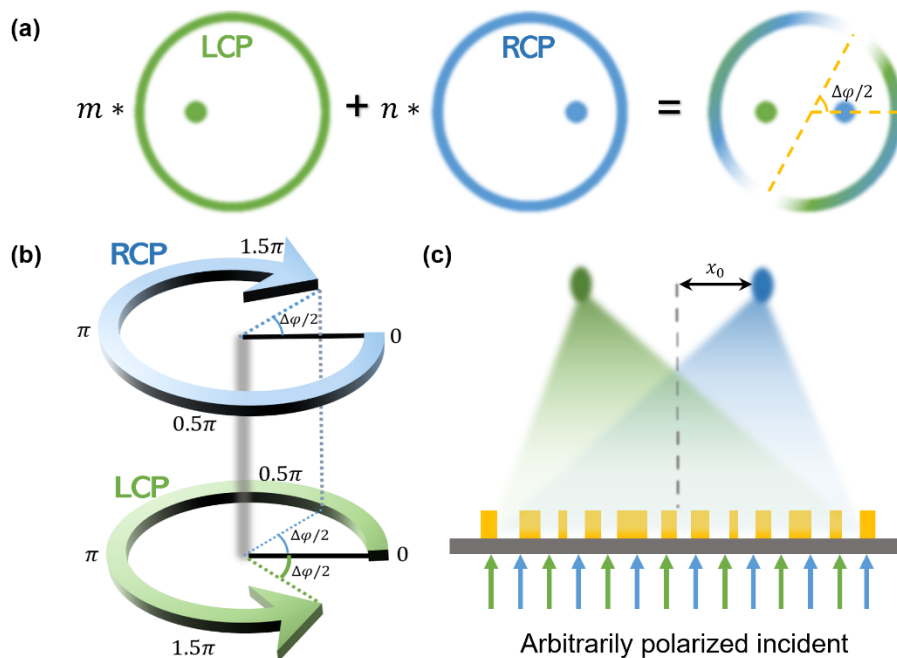 (a)
LCP
RCP
m * + n * = Δφ/2
(b)
RCP
1.5π
Δφ/2
π
0
0.5π
LCP
0.5π
π
Δφ/2
0
Δφ/2
1.5π
(c)
x₀
Arbitrarily polarized incident